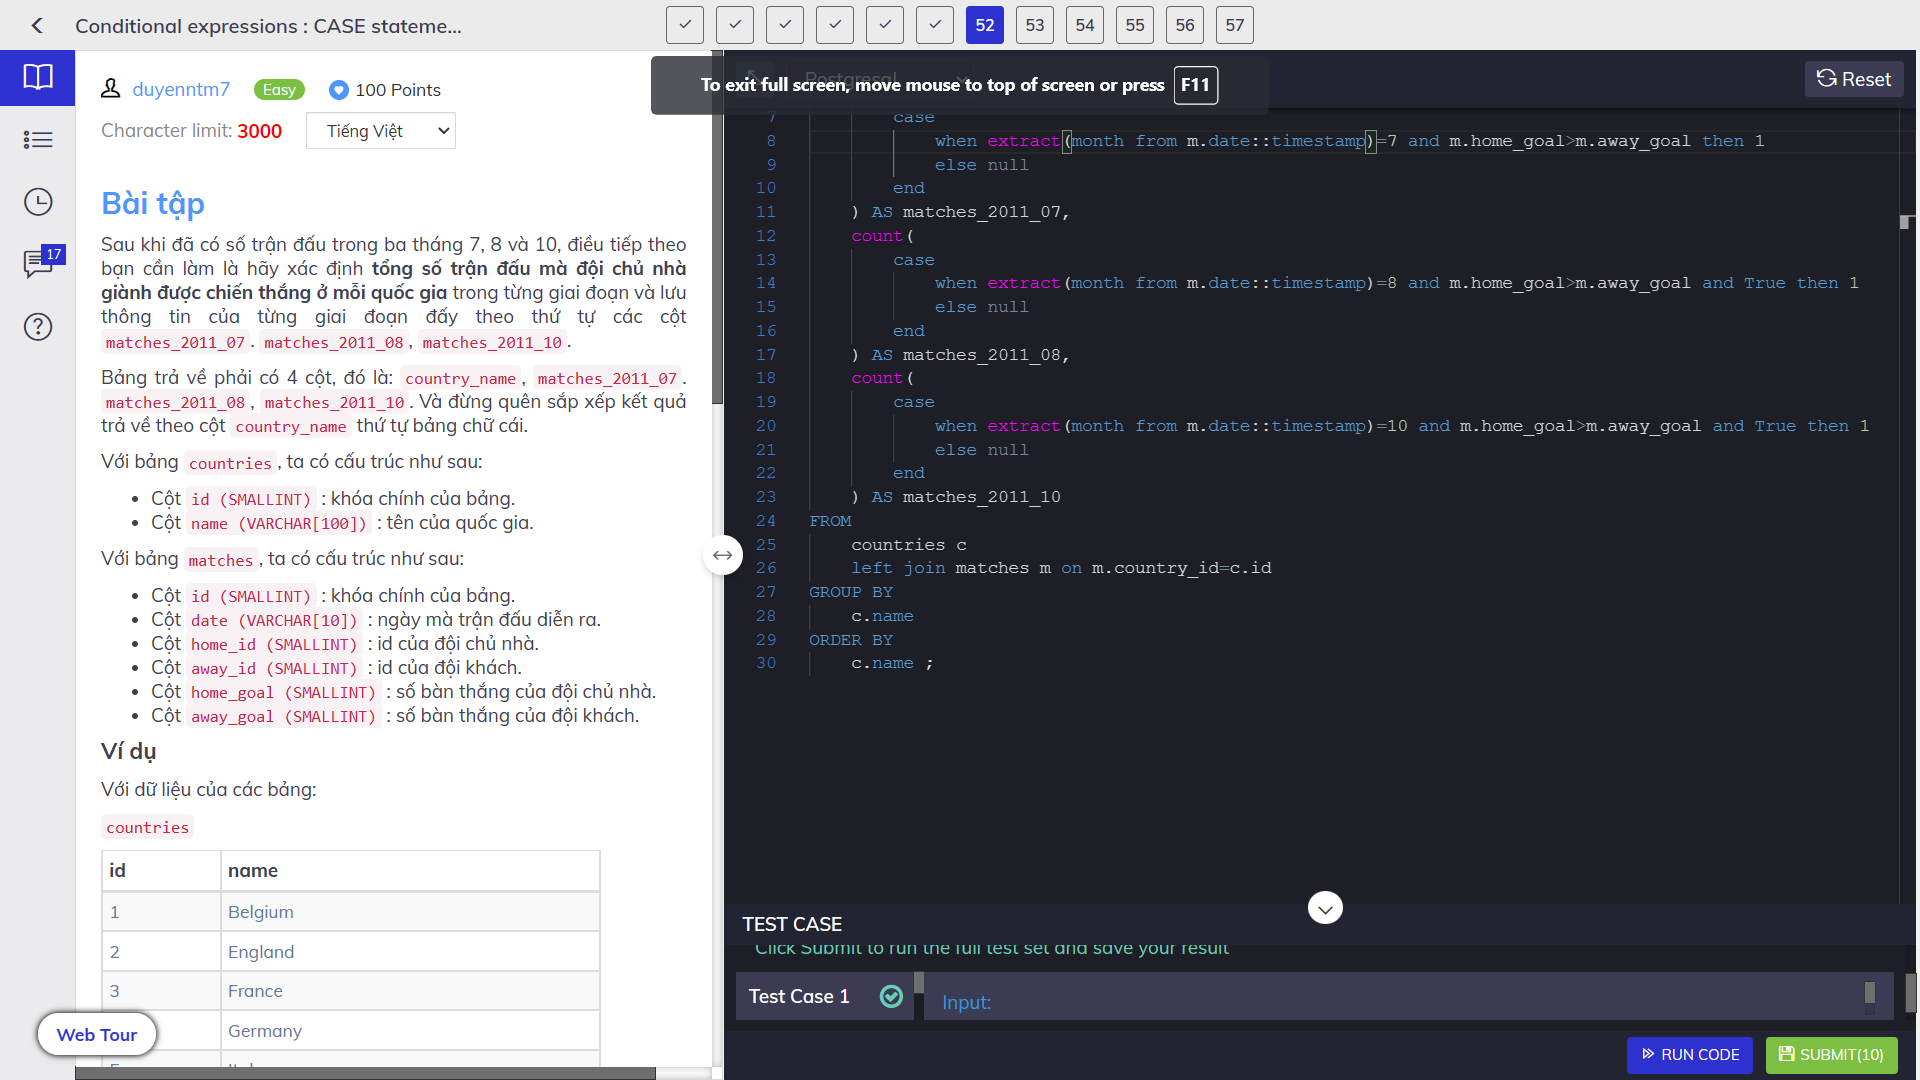 Conditional expressions : CASE stateme...
52 53 54 55 56 57
duyenntm7 Easy 100 Points
Character limit: 3000 Tiếng Việt
Bài tập
Sau khi đã có số trận đấu trong ba tháng 7, 8 và 10, điều tiếp theo
bạn cần làm là hãy xác định tổng số trận đấu mà đội chủ nhà
giành được chiến thắng ở mỗi quốc gia trong từng giai đoạn và lưu
thông tin của từng giai đoạn đấy theo thứ tự các cột
matches_2011_07 . matches_2011_08 , matches_2011_10 .
Bảng trả về phải có 4 cột, đó là: country_name , matches_2011_07 .
matches_2011_08 , matches_2011_10 . Và đừng quên sắp xếp kết quả
trả về theo cột country_name thứ tự bảng chữ cái.
Với bảng countries , ta có cấu trúc như sau:
• Cột id (SMALLINT) : khóa chính của bảng.
• Cột name (VARCHAR[100]) : tên của quốc gia.
Với bảng matches , ta có cấu trúc như sau:
• Cột id (SMALLINT) : khóa chính của bảng.
• Cột date (VARCHAR[10]) : ngày mà trận đấu diễn ra.
• Cột home_id (SMALLINT) : id của đội chủ nhà.
• Cột away_id (SMALLINT) : id của đội khách.
• Cột home_goal (SMALLINT) : số bàn thắng của đội chủ nhà.
• Cột away_goal (SMALLINT) : số bàn thắng của đội khách.
Ví dụ
Với dữ liệu của các bảng:
countries
id name
1 Belgium
2 England
3 France
Germany
17
Web Tour
Postgresql
To exit full screen, move mouse to top of screen or press F11
Reset
7 case
8 when extract(month from m.date::timestamp)=7 and m.home_goal>m.away_goal then 1
9 else null
10 end
11 ) AS matches_2011_07,
12 count(
13 case
14 when extract(month from m.date::timestamp)=8 and m.home_goal>m.away_goal and True then 1
15 else null
16 end
17 ) AS matches_2011_08,
18 count(
19 case
20 when extract(month from m.date::timestamp)=10 and m.home_goal>m.away_goal and True then 1
21 else null
22 end
23 ) AS matches_2011_10
24 FROM
25 countries c
26 left join matches m on m.country_id=c.id
27 GROUP BY
28 c.name
29 ORDER BY
30 c.name ;
TEST CASE
Click Submit to run the full test set and save your result
Test Case 1
Input:
RUN CODE
SUBMIT(10)